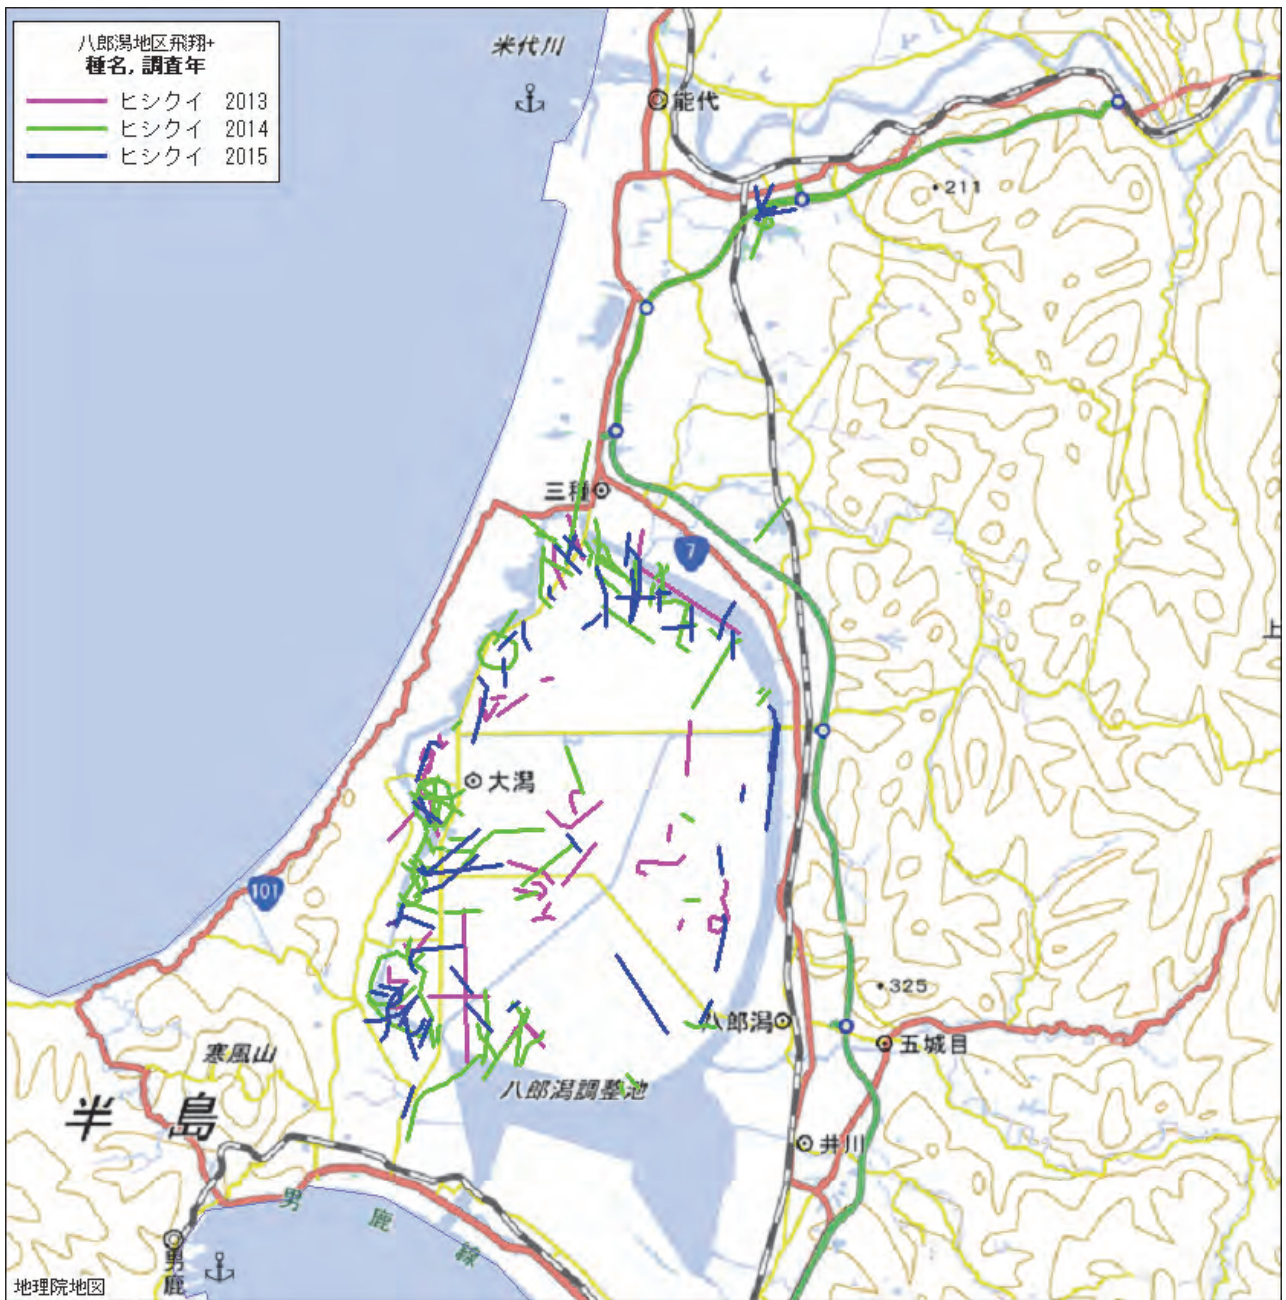 八郎潟地区飛翔+
種名, 調査年
ヒシクイ 2013
ヒシクイ 2014
ヒシクイ 2015
米代川
能代
211
三種
7
上
大潟
101
325
八郎潟
五城目
寒風山
八郎潟調整池
半島
井川
男鹿線
男鹿
地理院地図